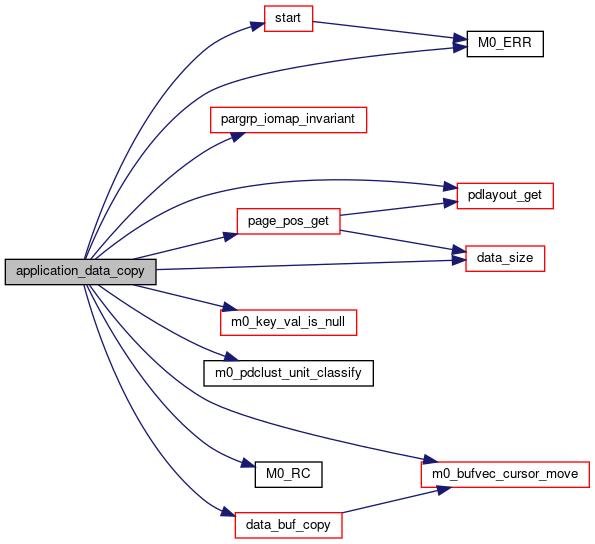 start
M0_ERR
pargrp_iomap_invariant
pdlayout_get
page_pos_get
data_size
application_data_copy
m0_key_val_is_null
m0_pdclust_unit_classify
M0_RC
m0_bufvec_cursor_move
data_buf_copy